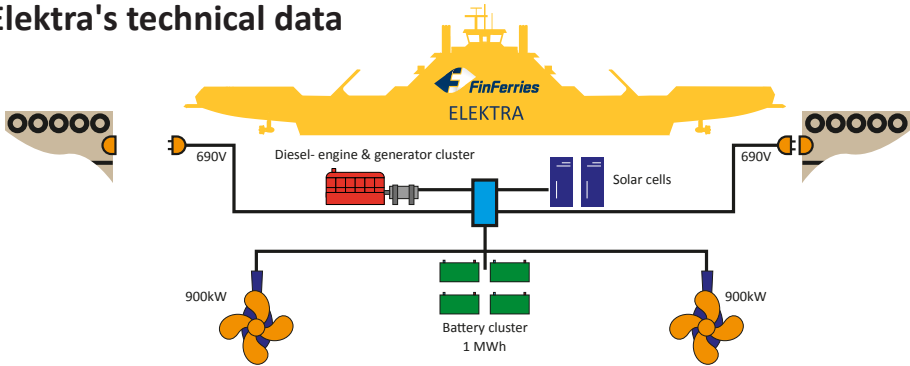 Elektra's technical data
FinFerries
ELEKTRA
690V
Diesel- engine & generator cluster
Solar cells
690V
900kW
Battery cluster
1 MWh
900kW